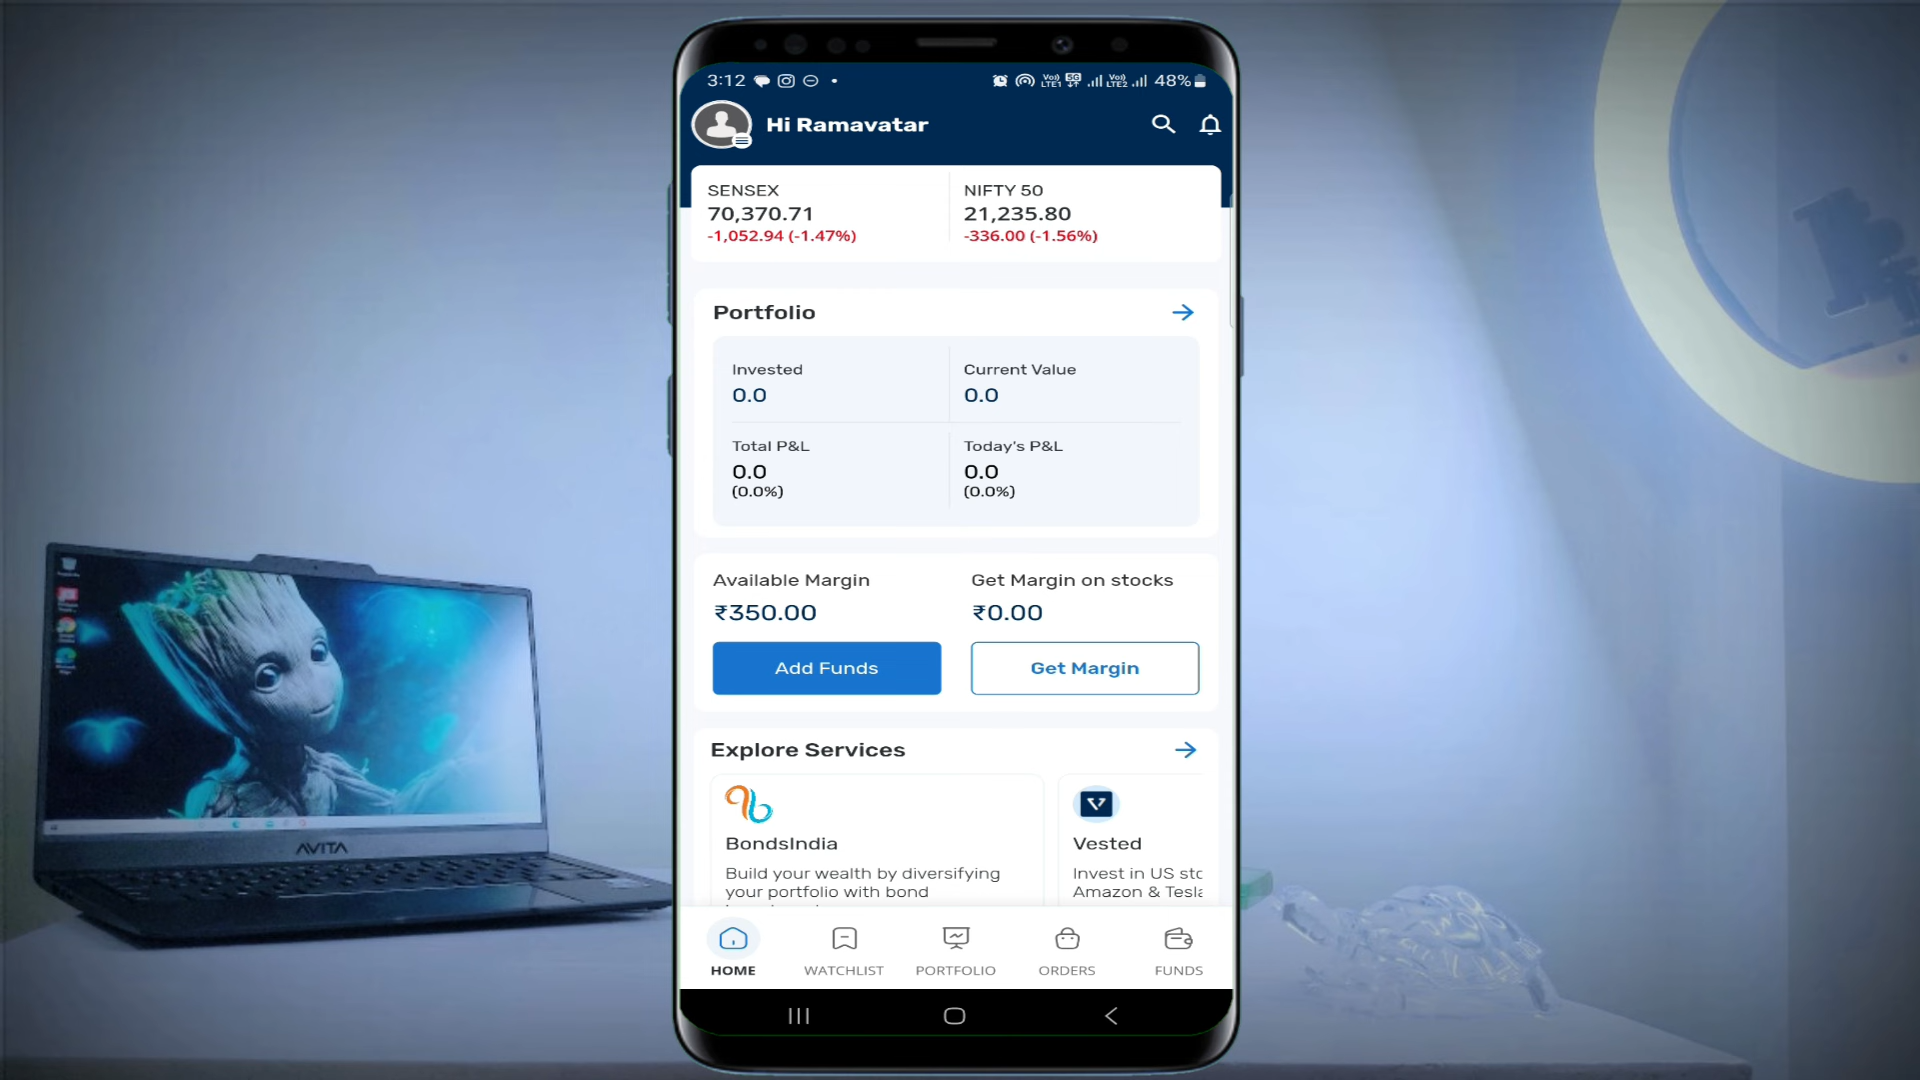 3:12
48%
Hi Ramavatar
SENSEX
70,370.71
-1,052.94 (-1.47%)
NIFTY 50
21,235.80
-336.00 (-1.56%)
Portfolio
Invested
0.0
Current Value
0.0
Total P&L
0.0
(0.0%)
Today's P&L
0.0
(0.0%)
Available Margin
₹350.00
Get Margin on stocks
₹0.00
Add Funds
Get Margin
Explore Services
BondsIndia
Build your wealth by diversifying
your portfolio with bond
Vested
Invest in US
Amazon & Tesla
HOME
WATCHLIST
PORTFOLIO
ORDERS
FUNDS
AVITA